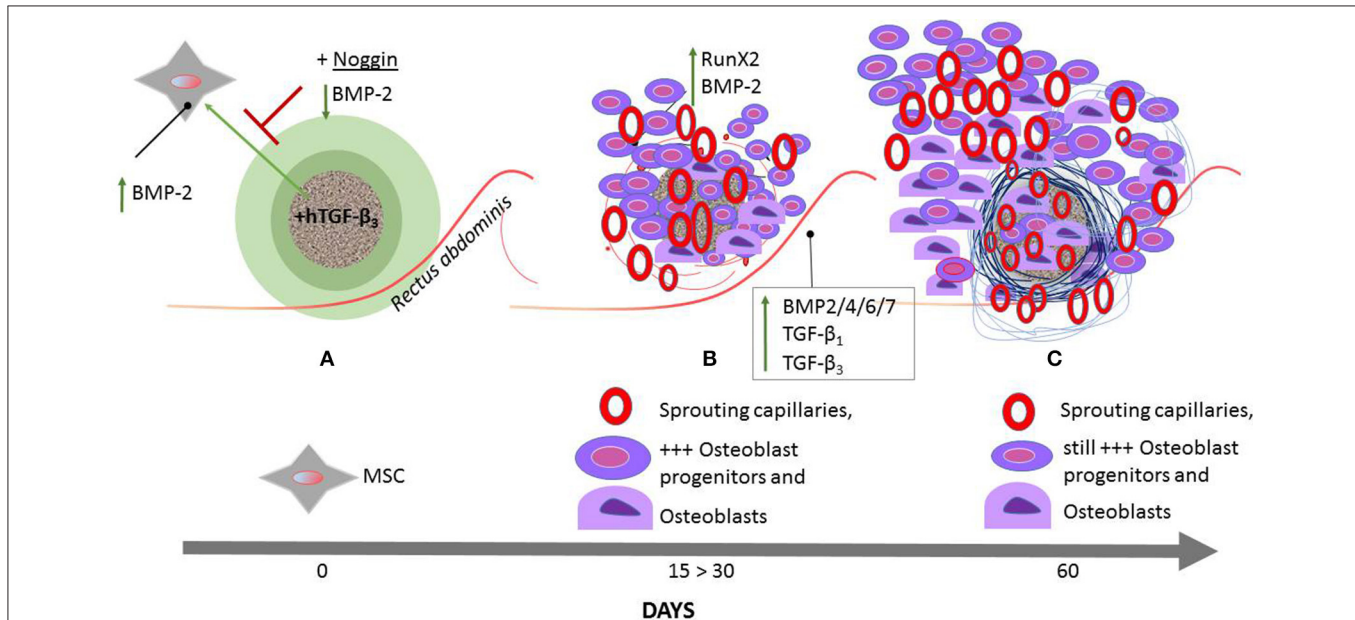 + Noggin
BMP-2
BMP-2
+hTGF-β₃
Rectus abdominis
A
RunX2
BMP-2
B
BMP2/4/6/7
TGF-β₁
TGF-β₃
C
MSC
Sprouting capillaries,
+++ Osteoblast
progenitors and
Osteoblasts
Sprouting capillaries,
still +++ Osteoblast
progenitors and
Osteoblasts
0
15 > 30
60
DAYS